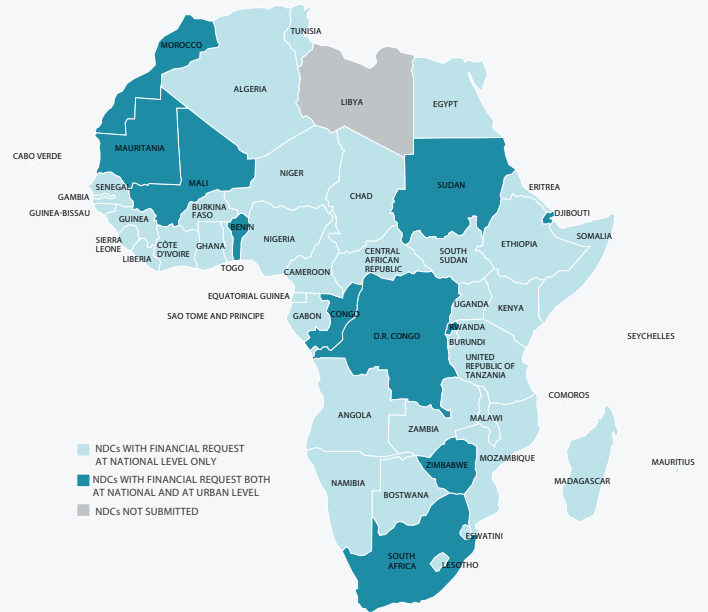 TUNISIA
MOROCCO
ALGERIA
LIBYA
EGYPT
MAURITANIA
CABO VERDE
MALI
NIGER
SENEGAL
SUDAN
ERITREA
CHAD
GAMBIA
BURKINA
FASO
GUINEA-BISSAU
DJIBOUTI
GUINEA
BENIN
SOMALIA
SIERRA
LEONE
CÔTE
D'IVOIRE
GHANA
NIGERIA
ETHIOPIA
CENTRAL
AFRICAN
REPUBLIC
SOUTH
SUDAN
LIBERIA
TOGO
CAMEROON
EQUATORIAL GUINEA
UGANDA
KENYA
SAO TOME AND PRINCIPE
GABON
CONGO
RWANDA
D.R. CONGO
BURUNDI
SEYCHELLES
UNITED
REPUBLIC OF
TANZANIA
COMOROS
ANGOLA
MALAWI
ZAMBIA
NDCs WITH FINANCIAL REQUEST
AT NATIONAL LEVEL ONLY
MOZAMBIQUE
MAURITIUS
ZIMBABWE
NDCs WITH FINANCIAL REQUEST BOTH
AT NATIONAL AND AT URBAN LEVEL
NAMIBIA
MADAGASCAR
BOSTWANA
NDCs NOT SUBMITTED
ESWATINI
SOUTH
AFRICA
LESOTHO